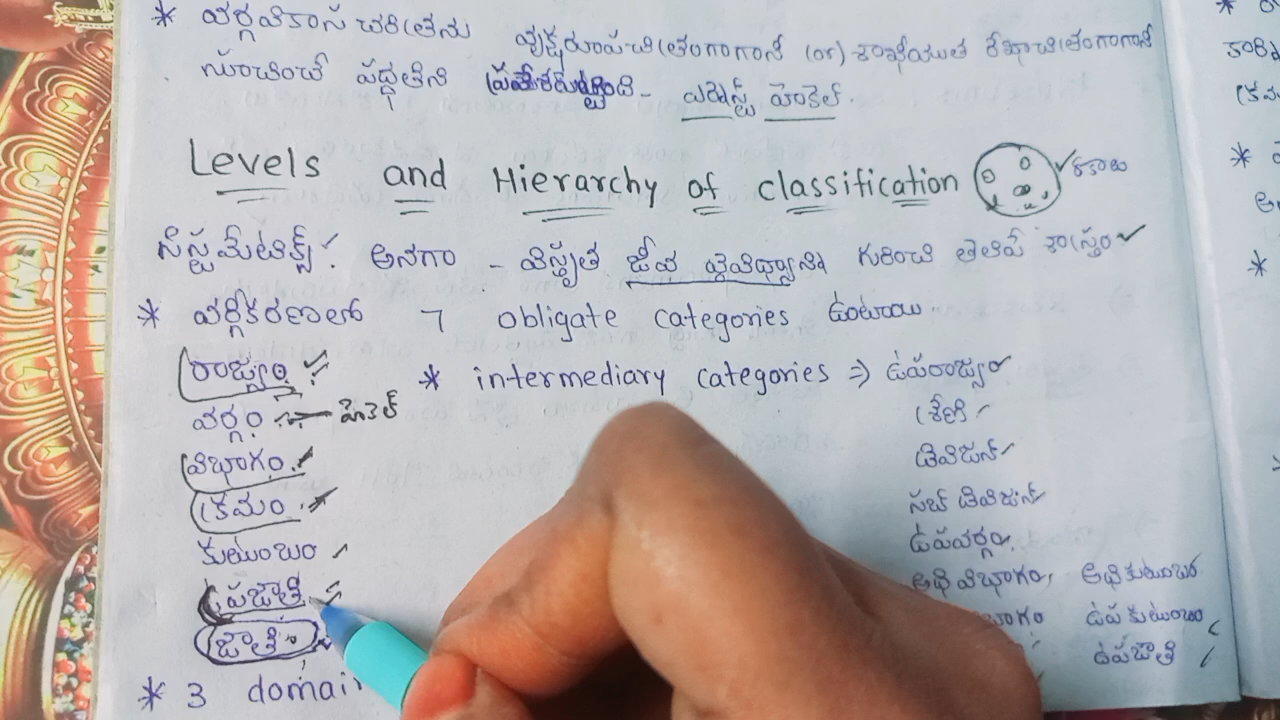 * వర్గవికాస చరిత్రను వృక్షరూపచిత్రంగాగానీ (or) శాఖీయుత రేఖాచిత్రంగాగానీ
సూచించే పద్ధతిని ప్రవేశపెట్టింది - ఎర్నెస్ట్ హెకెల్.
Levels and Hierarchy of classification
సిస్టమేటిక్స్: అనగా - విస్తృత జీవ వైవిధ్యాన్ని గురించి తెలిపే శాస్త్రం
* వర్గీకరణలో 7 obligate categories ఉంటాయి
రాజ్యం * intermediary categories => ఉపరాజ్యం
వర్గం - హెకెల్ శ్రేణి
విభాగం డివిజన్
క్రమం సబ్ డివిజన్
కుటుంబం ఉపవర్గం
ప్రజాతి అధి విభాగం, అధి కుటుంబం
జాతి ఉప కుటుంబం
ఉపజాతి
* 3